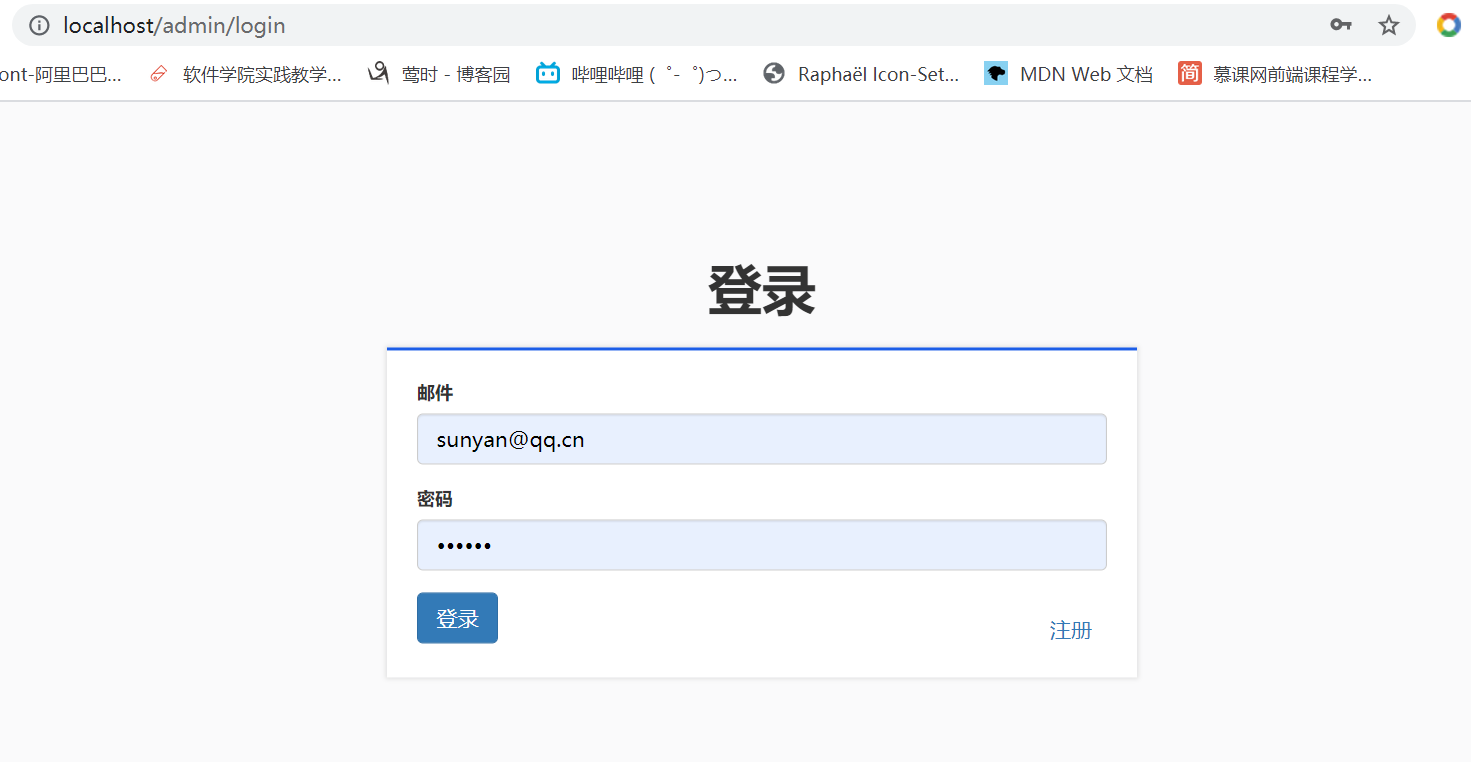 localhost/admin/login
ont-阿里巴巴... 软件学院实践教学... 莺时 - 博客园 哔哩哔哩 (゜-゜)つ... Raphaël Icon-Set... MDN Web 文档 简 慕课网前端课程学...
登录
邮件
sunyan@qq.cn
密码
••••••
登录
注册